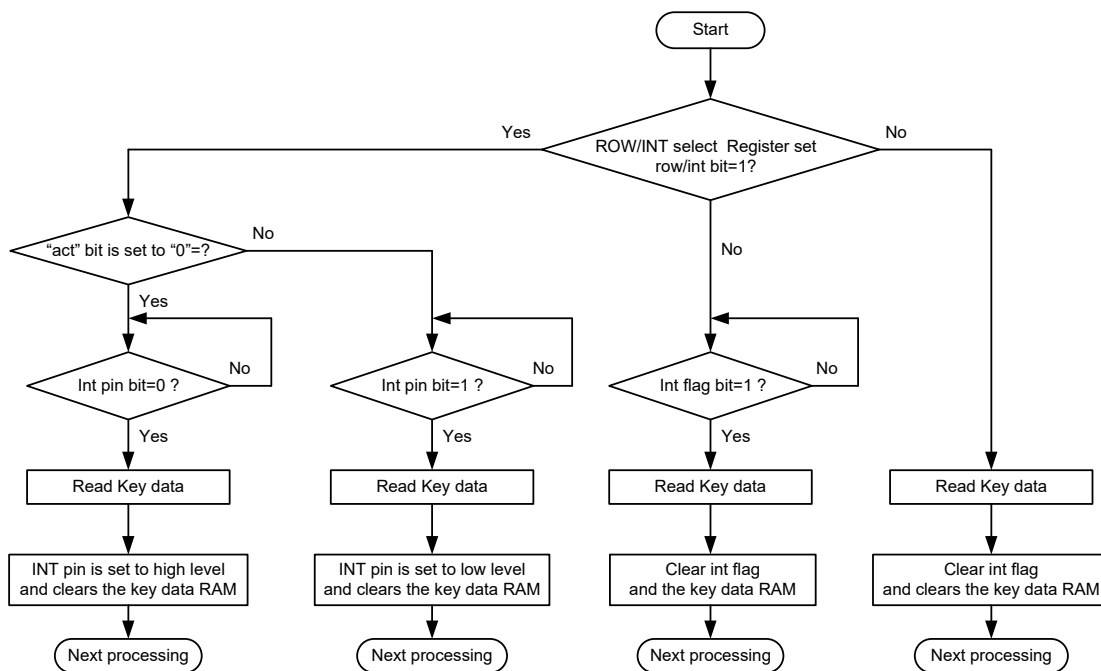 Start
Yes
ROW/INT select  Register set
row/int bit=1?
No
“act” bit is set to “0”=?
No
No
Yes
Int pin bit=0 ?
No
Int pin bit=1 ?
No
Int flag bit=1 ?
No
Yes
Yes
Yes
Read Key data
Read Key data
Read Key data
Read Key data
INT pin is set to high level
and clears the key data RAM
INT pin is set to low level
and clears the key data RAM
Clear int flag
and the key data RAM
Clear int flag
and clears the key data RAM
Next processing
Next processing
Next processing
Next processing